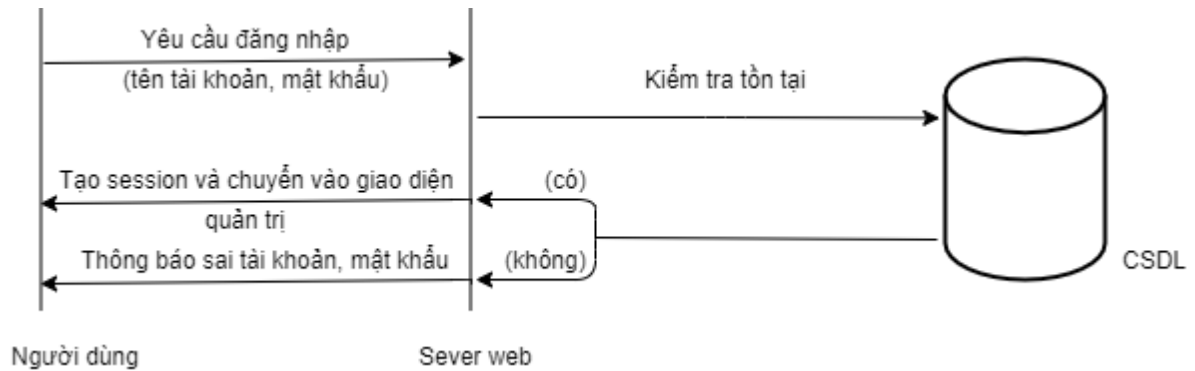 Yêu cầu đăng nhập
(tên tài khoản, mật khẩu)
Kiểm tra tồn tại
Tạo session và chuyển vào giao diện
quản trị
(có)
Thông báo sai tài khoản, mật khẩu
(không)
CSDL
Người dùng
Sever web